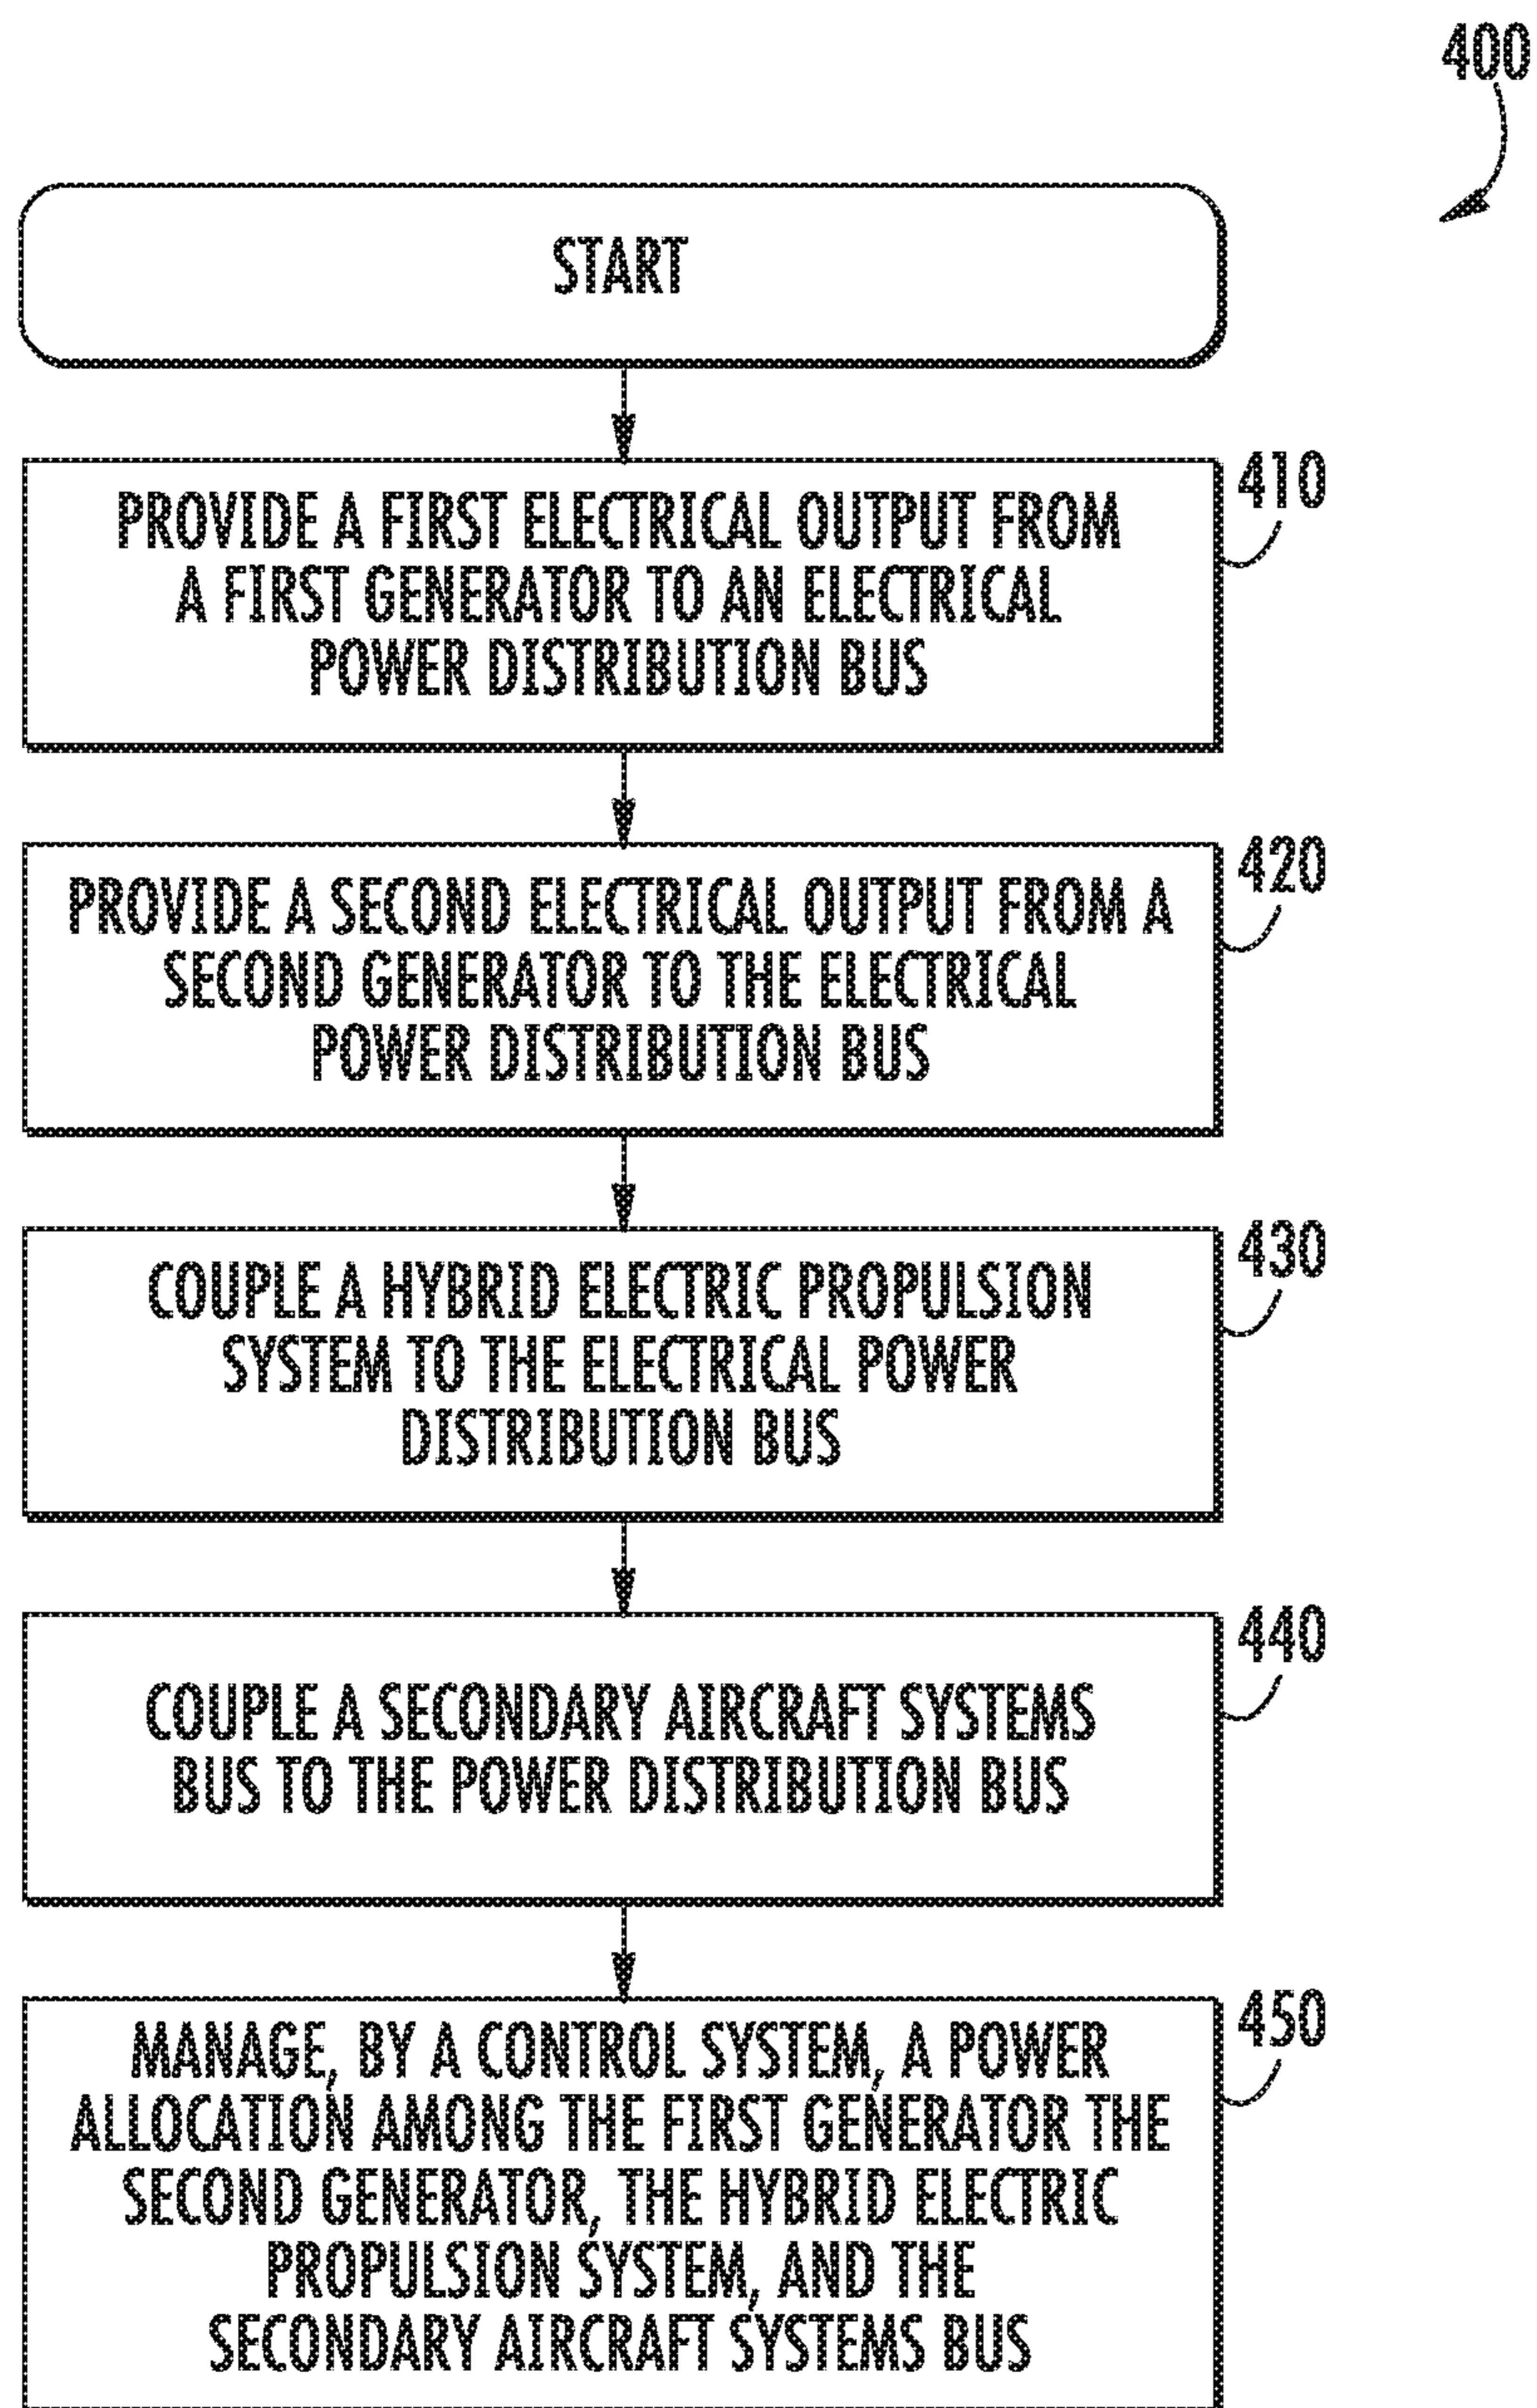 400
START
410
PROVIDE A FIRST ELECTRICAL OUTPUT FROM
A FIRST GENERATOR TO AN ELECTRICAL
POWER DISTRIBUTION BUS
420
PROVIDE A SECOND ELECTRICAL OUTPUT FROM A
SECOND GENERATOR TO THE ELECTRICAL
POWER DISTRIBUTION BUS
430
COUPLE A HYBRID ELECTRIC PROPULSION
SYSTEM TO THE ELECTRICAL POWER
DISTRIBUTION BUS
440
COUPLE A SECONDARY AIRCRAFT SYSTEMS
BUS TO THE POWER DISTRIBUTION BUS
450
MANAGE, BY A CONTROL SYSTEM, A POWER
ALLOCATION AMONG THE FIRST GENERATOR THE
SECOND GENERATOR, THE HYBRID ELECTRIC
PROPULSION SYSTEM, AND THE
SECONDARY AIRCRAFT SYSTEMS BUS